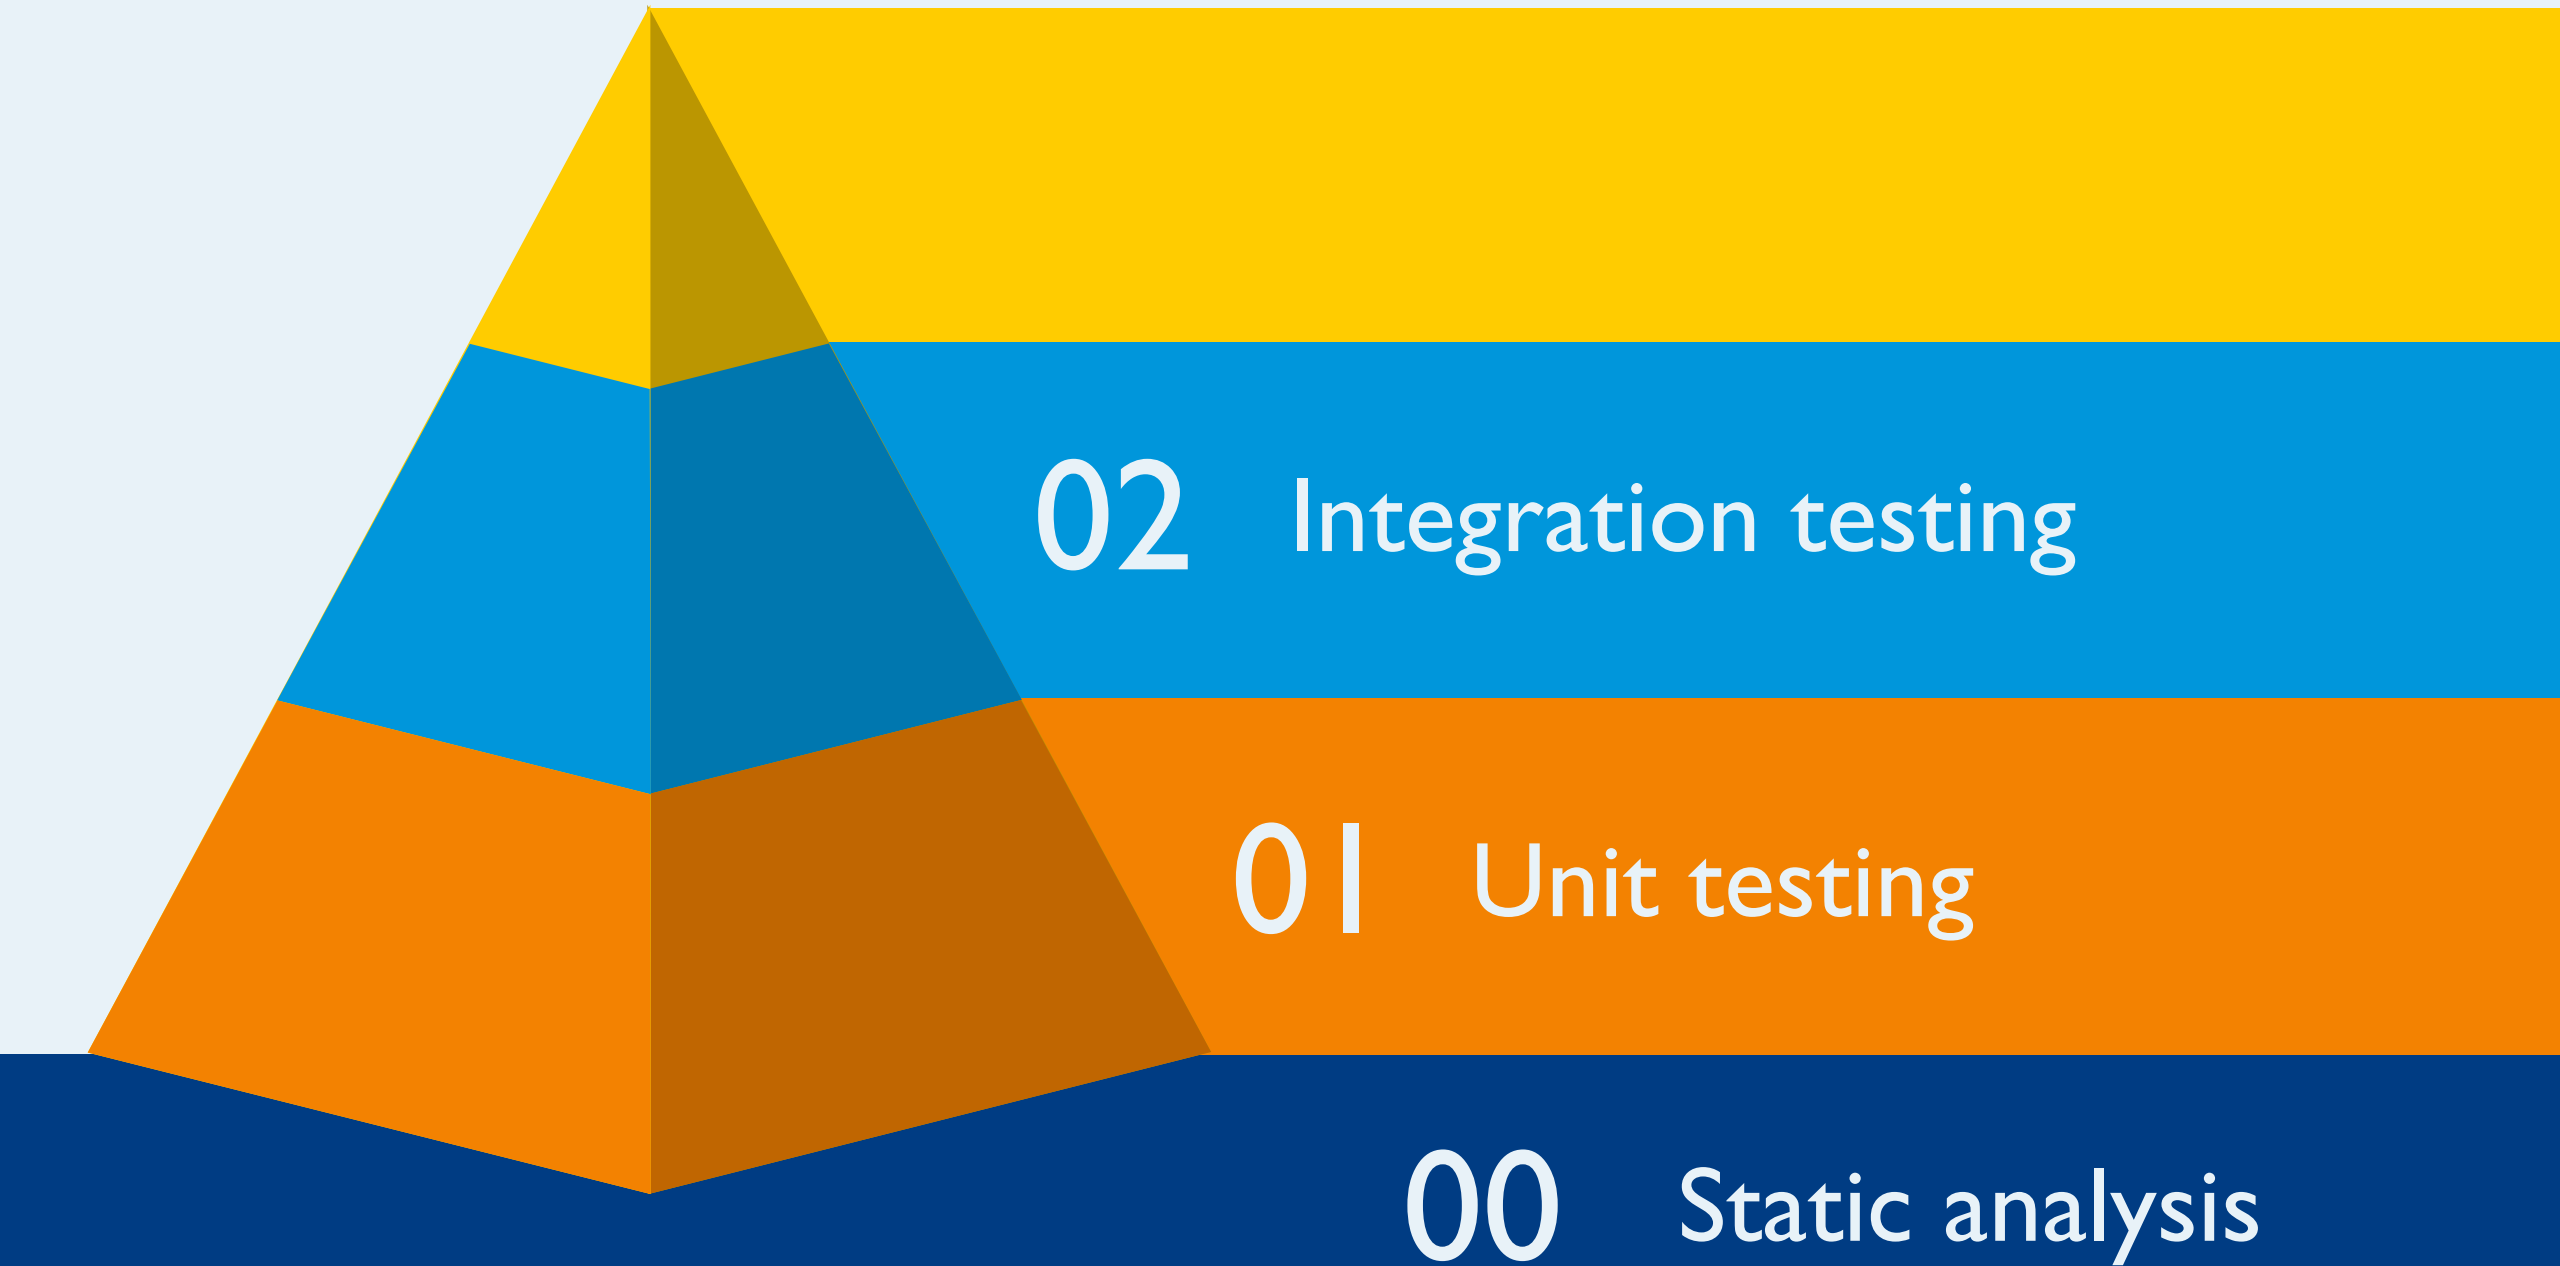 02 Integration testing
01 Unit testing
00 Static analysis